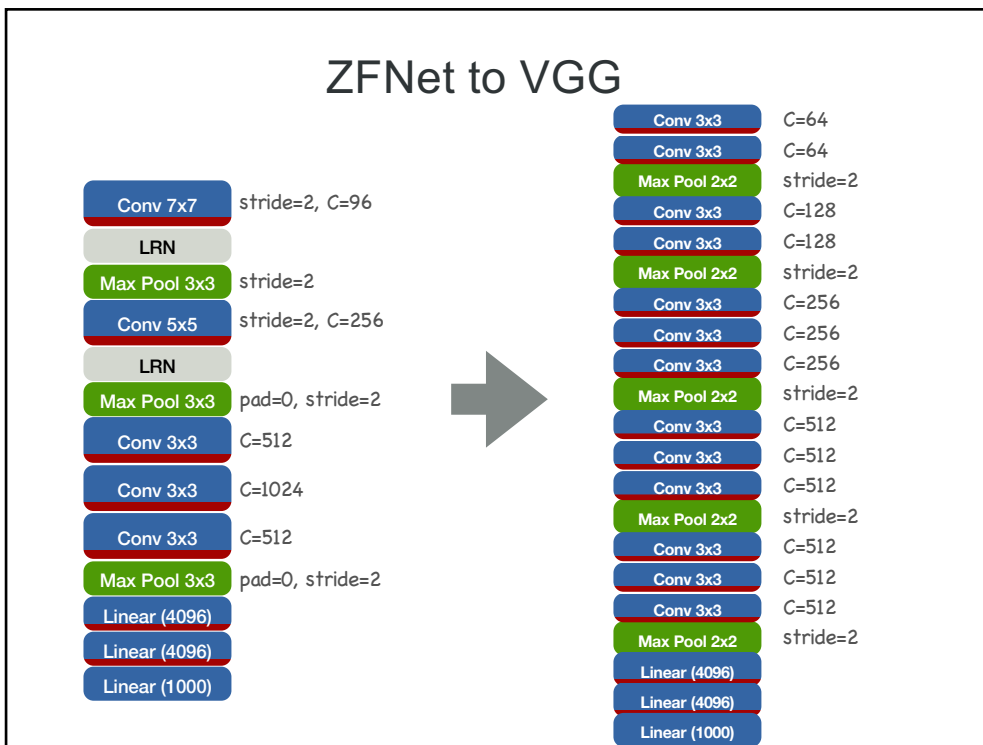 ZFNet to VGG
Conv 7x7 stride=2, C=96
LRN
Max Pool 3x3 stride=2
Conv 5x5 stride=2, C=256
LRN
Max Pool 3x3 pad=0, stride=2
Conv 3x3 C=512
Conv 3x3 C=1024
Conv 3x3 C=512
Max Pool 3x3 pad=0, stride=2
Linear (4096)
Linear (4096)
Linear (1000)
Conv 3x3 C=64
Conv 3x3 C=64
Max Pool 2x2 stride=2
Conv 3x3 C=128
Conv 3x3 C=128
Max Pool 2x2 stride=2
Conv 3x3 C=256
Conv 3x3 C=256
Conv 3x3 C=256
Max Pool 2x2 stride=2
Conv 3x3 C=512
Conv 3x3 C=512
Conv 3x3 C=512
Max Pool 2x2 stride=2
Conv 3x3 C=512
Conv 3x3 C=512
Conv 3x3 C=512
Max Pool 2x2 stride=2
Linear (4096)
Linear (4096)
Linear (1000)